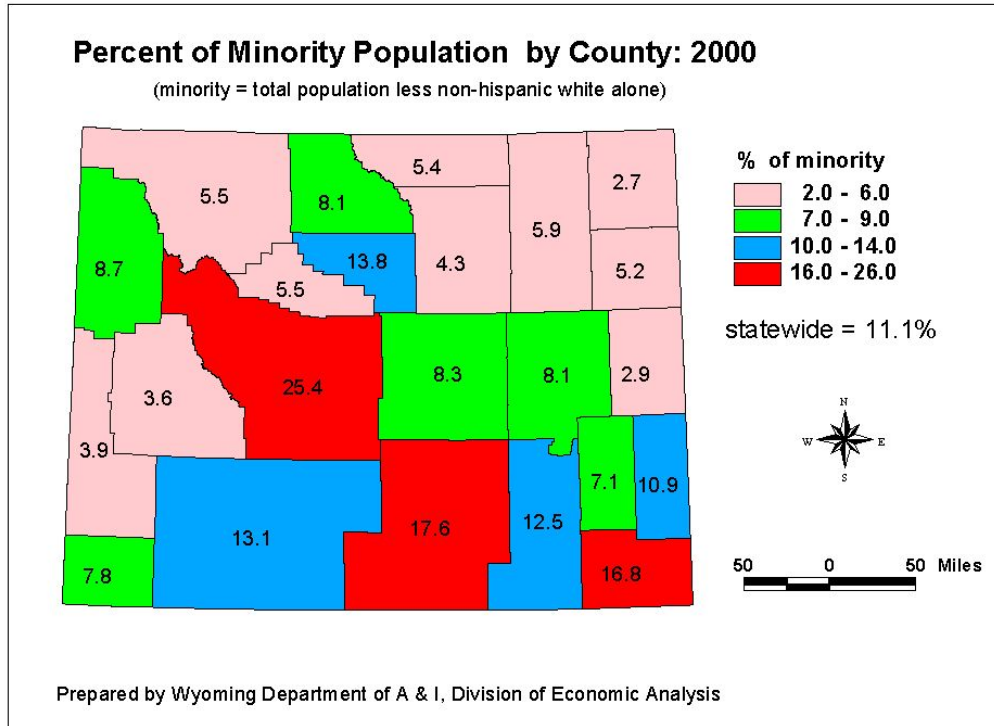 Percent of Minority Population by County: 2000
(minority = total population less non-hispanic white alone)
% of minority
2.0 - 6.0
7.0 - 9.0
10.0 - 14.0
16.0 - 26.0
statewide = 11.1%
5.5
8.1
5.4
5.9
2.7
8.7
5.5
13.8
4.3
5.2
3.6
25.4
8.3
8.1
2.9
3.9
13.1
17.6
12.5
7.1
10.9
7.8
16.8
N
W E
S
50 0 50 Miles
Prepared by Wyoming Department of A & I, Division of Economic Analysis